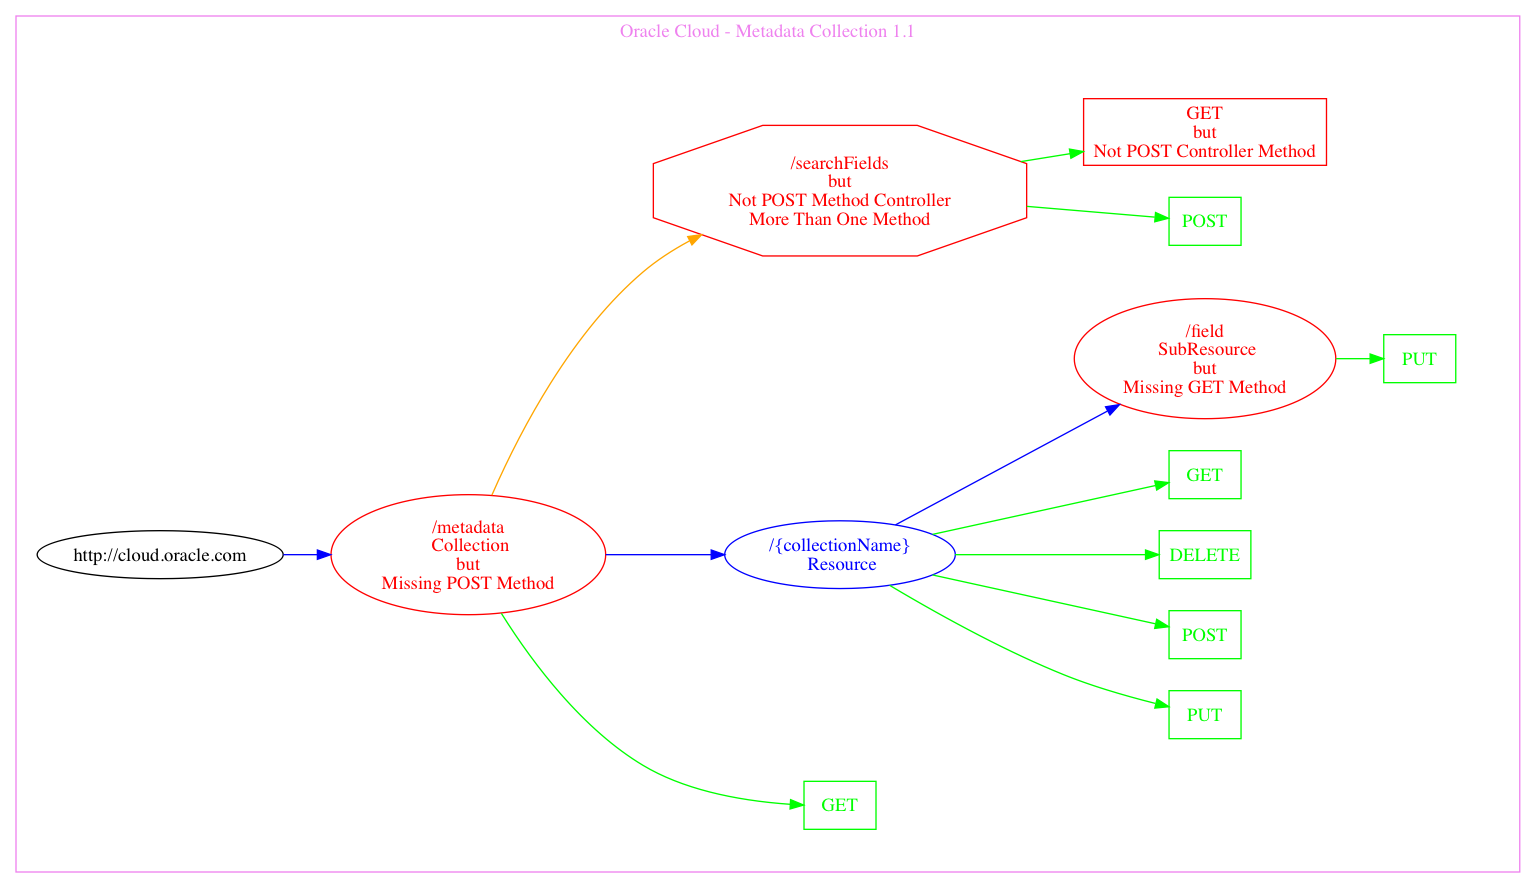 Oracle Cloud - Metadata Collection 1.1
GET
but
Not POST Controller Method
/searchFields
but
Not POST Method Controller
More Than One Method
POST
/field
SubResource
but
Missing GET Method
PUT
GET
http://cloud.oracle.com
/metadata
Collection
but
Missing POST Method
/{collectionName}
Resource
DELETE
POST
PUT
GET